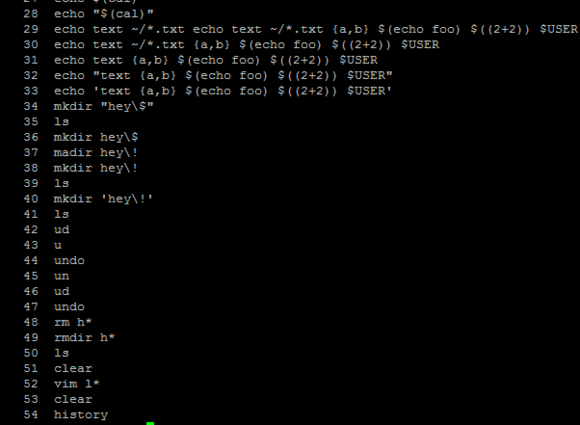 27 echo $(cal)
28 echo "$(cal)"
29 echo text ~/*.txt echo text ~/*.txt {a,b} $(echo foo) $((2+2)) $USER
30 echo text ~/*.txt {a,b} $(echo foo) $((2+2)) $USER
31 echo text {a,b} $(echo foo) $((2+2)) $USER
32 echo "text {a,b} $(echo foo) $((2+2)) $USER"
33 echo 'text {a,b} $(echo foo) $((2+2)) $USER'
34 mkdir "hey\$"
35 ls
36 mkdir hey\$
37 madir hey\!
38 mkdir hey\!
39 ls
40 mkdir 'hey\!'
41 ls
42 ud
43 u
44 undo
45 un
46 ud
47 undo
48 rm h*
49 rmdir h*
50 ls
51 clear
52 vim l*
53 clear
54 history